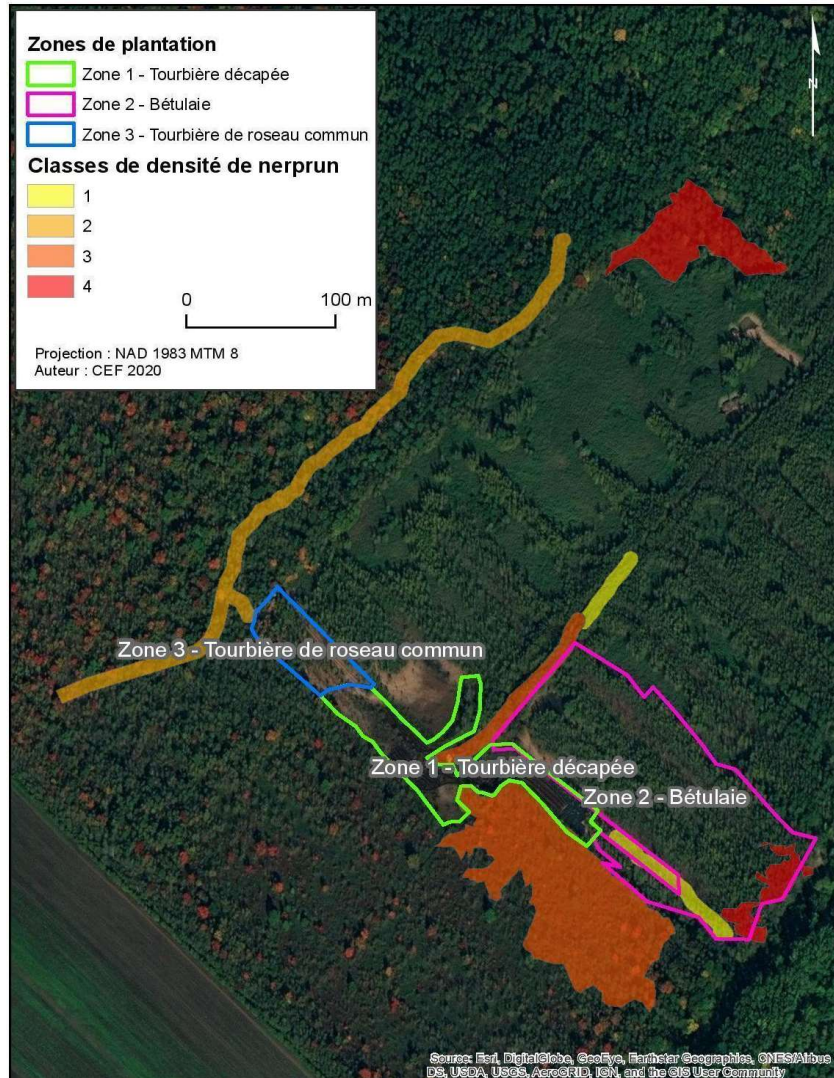 Zones de plantation
Zone 1 - Tourbière décapée
Zone 2 - Bétulaie
Zone 3 - Tourbière de roseau commun
Classes de densité de nerprun
1
2
3
4
0 100 m
Projection : NAD 1983 MTM 8
Auteur : CEF 2020
N
Zone 3 - Tourbière de roseau commun
Zone 1 - Tourbière décapée
Zone 2 - Bétulaie
Source: Esri, DigitalGlobe, GeoEye, Earthstar Geographics, CNES/Airbus
DS, USDA, USGS, AeroGRID, IGN, and the GIS User Community